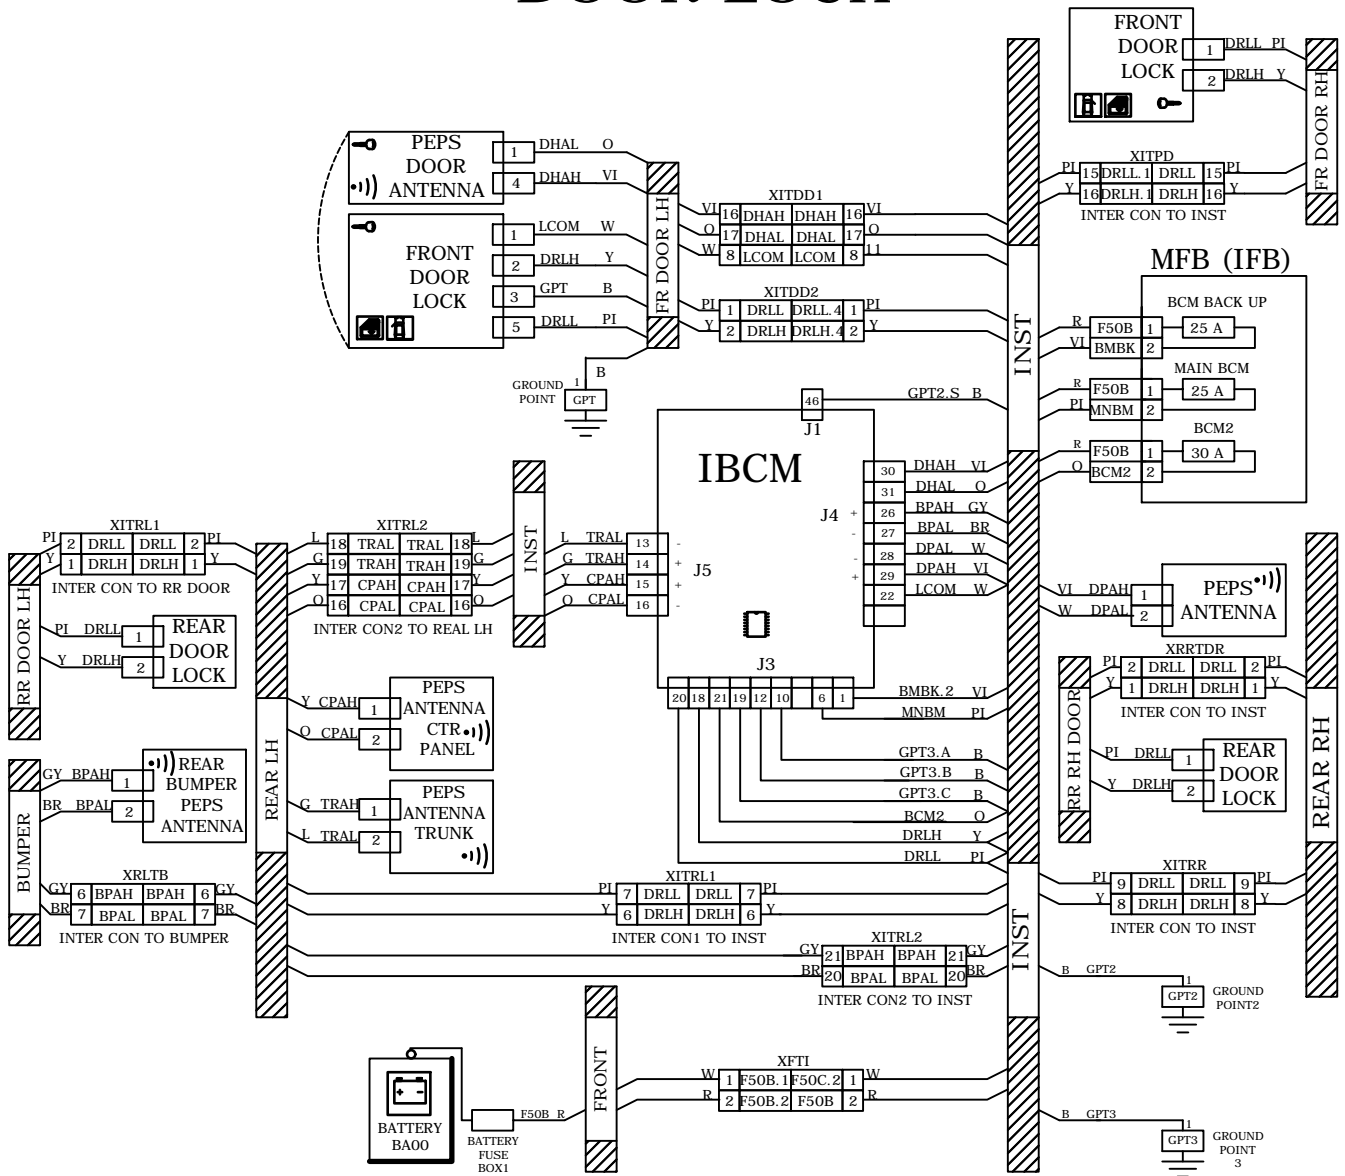 DOOR LOCK
FRONT
DOOR
LOCK
1 DRLL PI
2 DRLH Y
FR DOOR RH
XITPD
PI 15 DRLL.1 DRLL 15 PI
Y 16 DRLH.1 DRLH 16 Y
INTER CON TO INST
PEPS
DOOR
ANTENNA
1 DHAL O
4 DHAH VI
FRONT
DOOR
LOCK
1 LCOM W
2 DRLH Y
3 GPT B
5 DRLL PI
FR DOOR LH
XITDD1
VI 16 DHAH DHAH 16 VI
O 17 DHAL DHAL 17 O
W 8 LCOM LCOM 8 11
XITDD2
PI 1 DRLL DRLL.4 1 PI
Y 2 DRLH DRLH.4 2 Y
GROUND
POINT
1
GPT
B
INST
MFB (IFB)
BCM BACK UP
R F50B 1 25 A
VI BMBK 2
MAIN BCM
R F50B 1 25 A
PI MNBM 2
BCM2
R F50B 1 30 A
O BCM2 2
46
J1
GPT2.S B
IBCM
J4
30 DHAH VI
31 DHAL O
+ 26 BPAH GY
- 27 BPAL BR
- 28 DPAL W
+ 29 DPAH VI
22 LCOM W
J5
L TRAL 13 -
G TRAH 14 +
Y CPAH 15 +
O CPAL 16 -
INST
J3
20 18 21 19 12 10 6 1
BMBK.2 VI
MNBM PI
GPT3.A B
GPT3.B B
GPT3.C B
BCM2 O
DRLH Y
DRLL PI
XITRL1
PI 2 DRLL DRLL 2 PI
Y 1 DRLH DRLH 1 Y
INTER CON TO RR DOOR
XITRL2
L 18 TRAL TRAL 18 L
G 19 TRAH TRAH 19 G
Y 17 CPAH CPAH 17 Y
O 16 CPAL CPAL 16 O
INTER CON2 TO REAL LH
RR DOOR LH
PI DRLL 1
Y DRLH 2
REAR
DOOR
LOCK
REAR LH
Y CPAH 1
O CPAL 2
PEPS
ANTENNA
CTR
PANEL
G TRAH 1
L TRAL 2
PEPS
ANTENNA
TRUNK
BUMPER
GY BPAH 1
BR BPAL 2
REAR
BUMPER
PEPS
ANTENNA
XRLTB
GY 6 BPAH BPAH 6 GY
BR 7 BPAL BPAL 7 BR
INTER CON TO BUMPER
XITRL1
PI 7 DRLL DRLL 7 PI
Y 6 DRLH DRLH 6 Y
INTER CON1 TO INST
XITRL2
GY 21 BPAH BPAH 21 GY
BR 20 BPAL BPAL 20 BR
INTER CON2 TO INST
INST
VI DPAH 1
W DPAL 2
PEPS
ANTENNA
XRRTDR
PI 2 DRLL DRLL 2 PI
Y 1 DRLH DRLH 1 Y
INTER CON TO INST
RR RH DOOR
PI DRLL 1
Y DRLH 2
REAR
DOOR
LOCK
REAR RH
XITRR
PI 9 DRLL DRLL 9 PI
Y 8 DRLH DRLH 8 Y
INTER CON TO INST
B GPT2
1
GPT2
GROUND
POINT2
B GPT3
1
GPT3
GROUND
POINT
3
FRONT
XFTI
W 1 F50B.1 F50C.2 1 W
R 2 F50B.2 F50B 2 R
+ -
BATTERY
BA00
BATTERY
FUSE
BOX1
F50B R